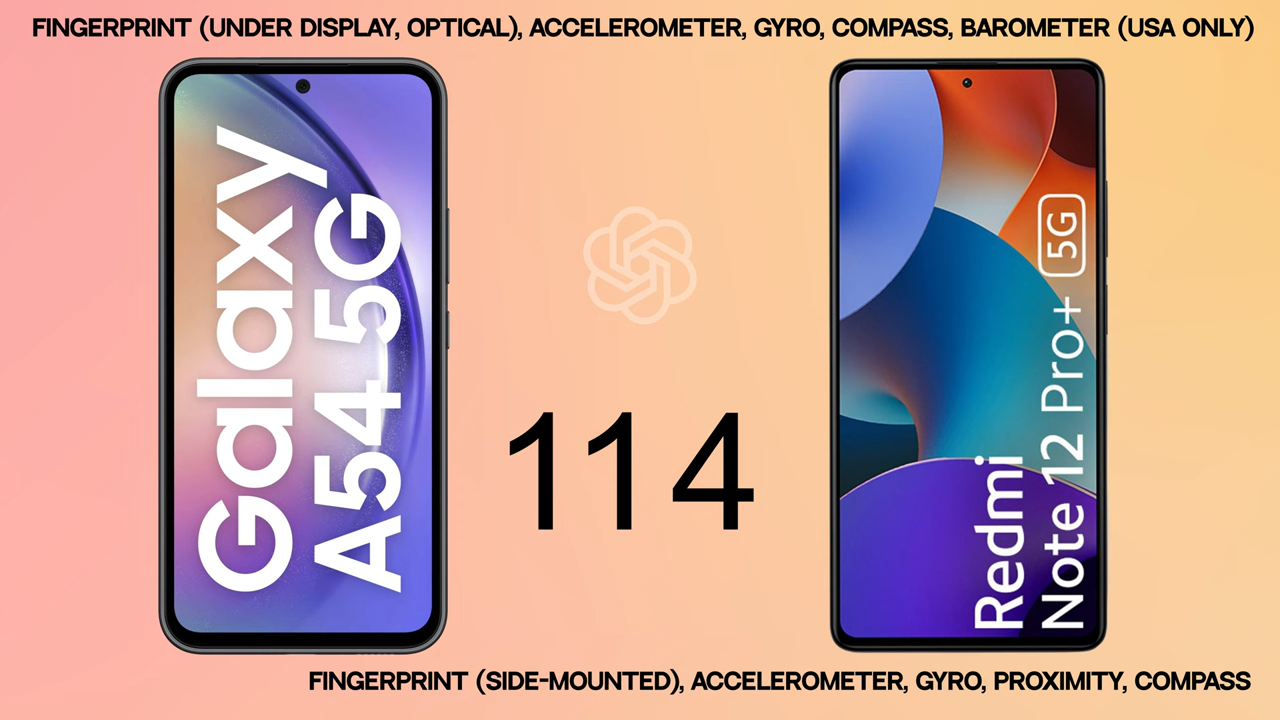 FINGERPRINT (UNDER DISPLAY, OPTICAL), ACCELEROMETER, GYRO, COMPASS, BAROMETER (USA ONLY)
Galaxy
A54 5G
114
Redmi
Note 12 Pro+ 5G
FINGERPRINT (SIDE-MOUNTED), ACCELEROMETER, GYRO, PROXIMITY, COMPASS